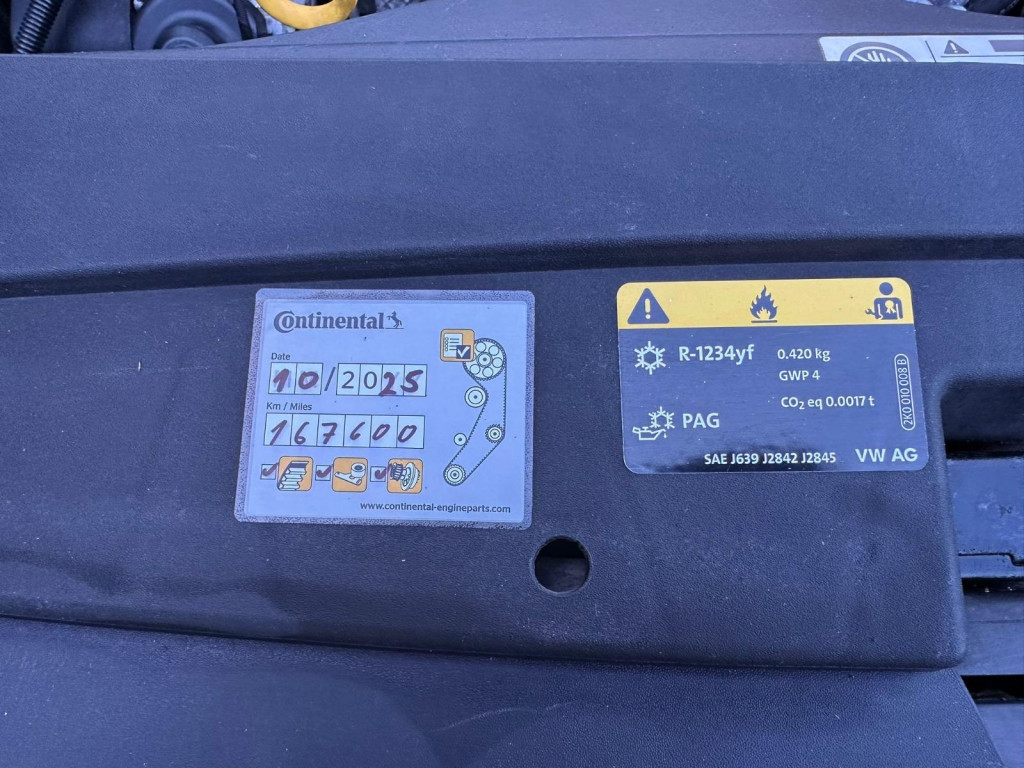 Continental
Date
10/2025
Km / Miles
167600
www.continental-engineparts.com
R-1234yf
0.420 kg
GWP 4
CO₂ eq 0.0017 t
PAG
SAE J639 J2842 J2845
VW AG
2K0 010 008 B